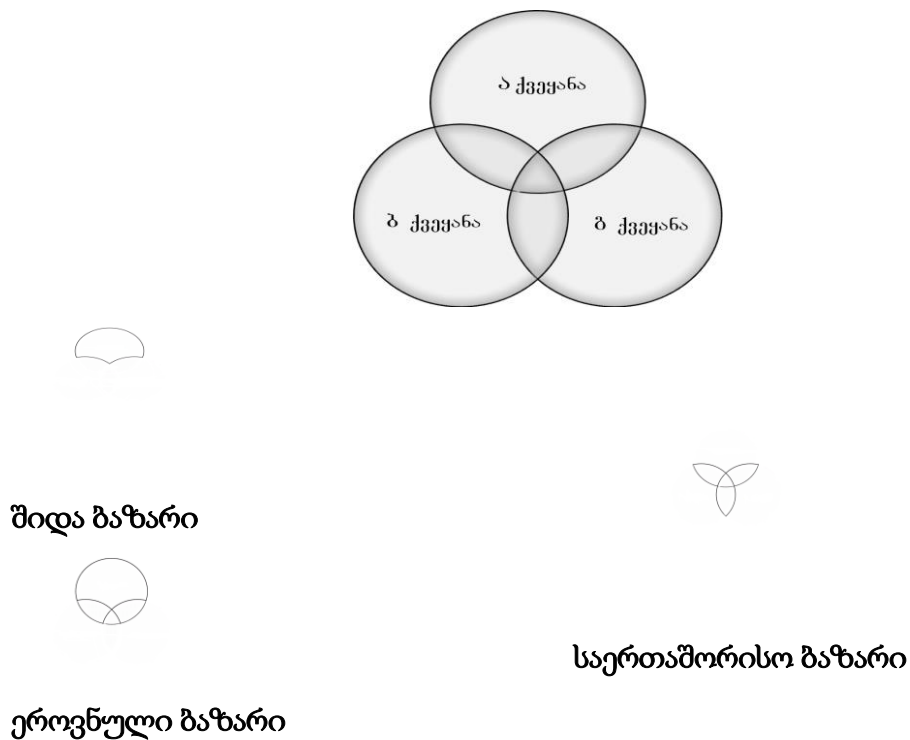 ა ქვეყანა
ბ ქვეყანა
გ ქვეყანა
შიდა ბაზარი
საერთაშორისო ბაზარი
ეროვნული ბაზარი